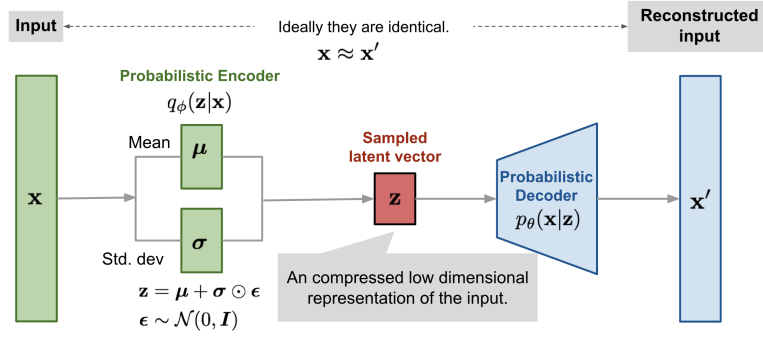 Input
Ideally they are identical.
Reconstructed
input
x ≈ x′
Probabilistic Encoder
qϕ(z|x)
Mean
μ
Sampled
latent vector
Probabilistic
Decoder
pθ(x|z)
x
z
x′
σ
Std. dev
z = μ + σ ⊙ ϵ
ϵ ∼ 𝒩(0, I)
An compressed low dimensional
representation of the input.